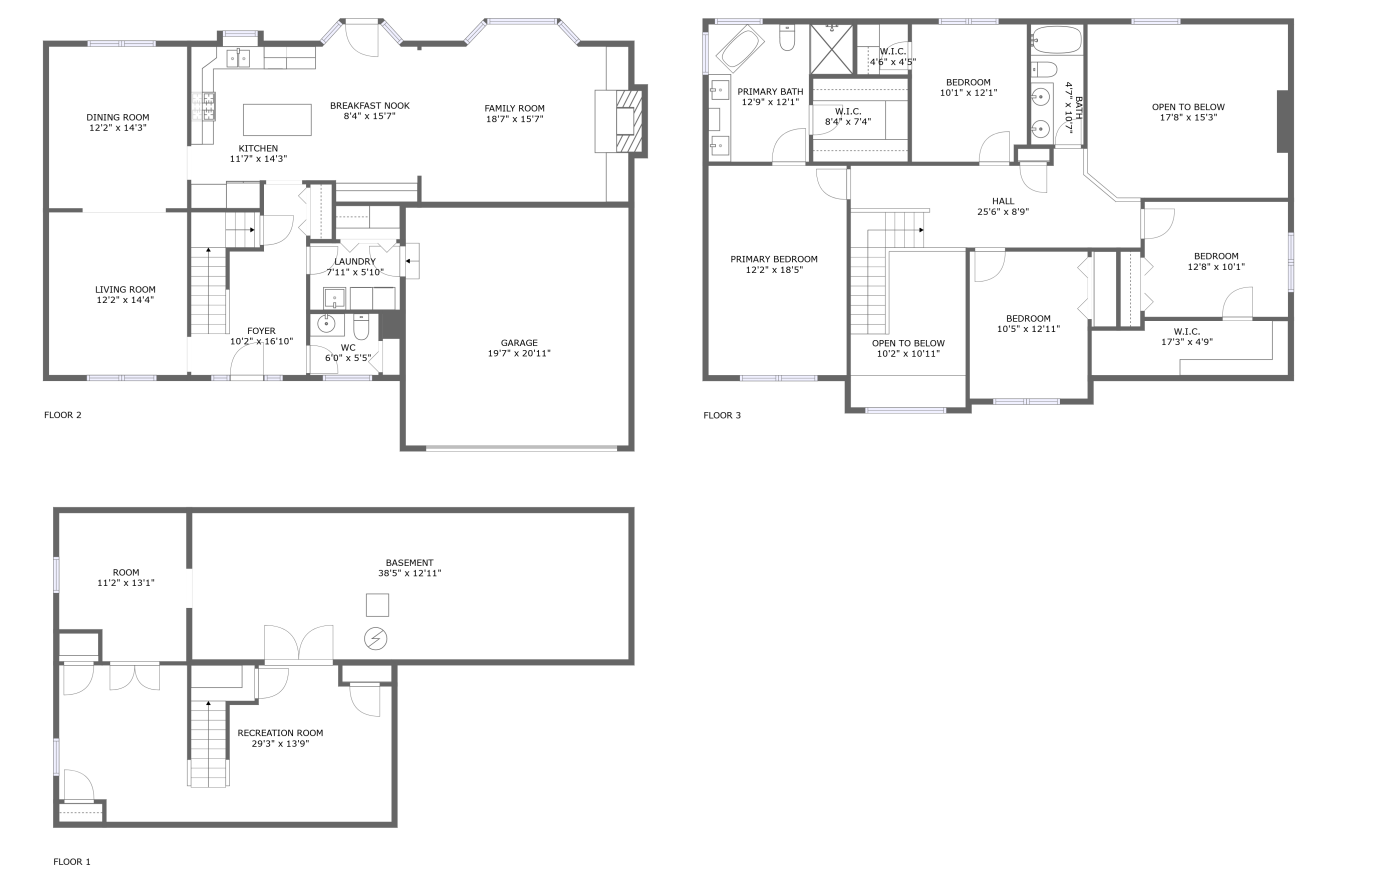 DINING ROOM
12'2" x 14'3"
KITCHEN
11'7" x 14'3"
BREAKFAST NOOK
8'4" x 15'7"
FAMILY ROOM
18'7" x 15'7"
LIVING ROOM
12'2" x 14'4"
FOYER
10'2" x 16'10"
LAUNDRY
7'11" x 5'10"
WC
6'0" x 5'5"
GARAGE
19'7" x 20'11"
FLOOR 2
PRIMARY BATH
12'9" x 12'1"
W.I.C.
4'6" x 4'5"
W.I.C.
8'4" x 7'4"
BEDROOM
10'1" x 12'1"
BATH
4'7" x 10'7"
OPEN TO BELOW
17'8" x 15'3"
HALL
25'6" x 8'9"
PRIMARY BEDROOM
12'2" x 18'5"
BEDROOM
12'8" x 10'1"
BEDROOM
10'5" x 12'11"
OPEN TO BELOW
10'2" x 10'11"
W.I.C.
17'3" x 4'9"
FLOOR 3
ROOM
11'2" x 13'1"
BASEMENT
38'5" x 12'11"
RECREATION ROOM
29'3" x 13'9"
FLOOR 1